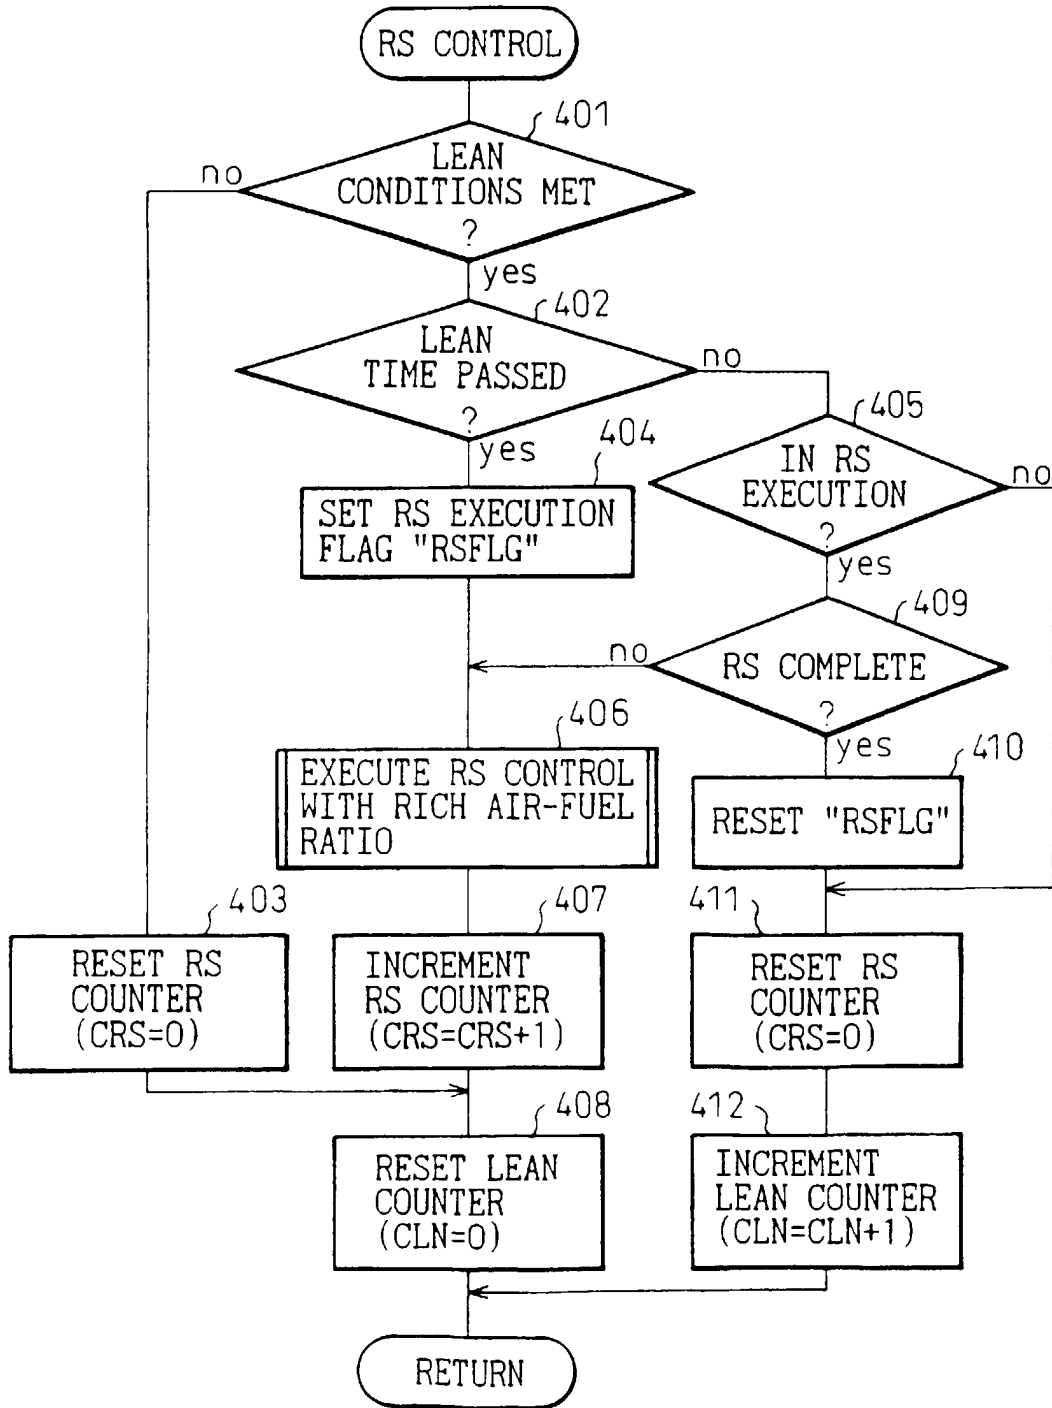 RS CONTROL
401
LEAN
CONDITIONS MET
?
no
yes
402
LEAN
TIME PASSED
?
no
yes
404
SET RS EXECUTION
FLAG "RSFLG"
405
IN RS
EXECUTION
?
no
yes
409
RS COMPLETE
?
no
yes
406
EXECUTE RS CONTROL
WITH RICH AIR-FUEL
RATIO
410
RESET "RSFLG"
403
RESET RS
COUNTER
(CRS=0)
407
INCREMENT
RS COUNTER
(CRS=CRS+1)
411
RESET RS
COUNTER
(CRS=0)
408
RESET LEAN
COUNTER
(CLN=0)
412
INCREMENT
LEAN COUNTER
(CLN=CLN+1)
RETURN